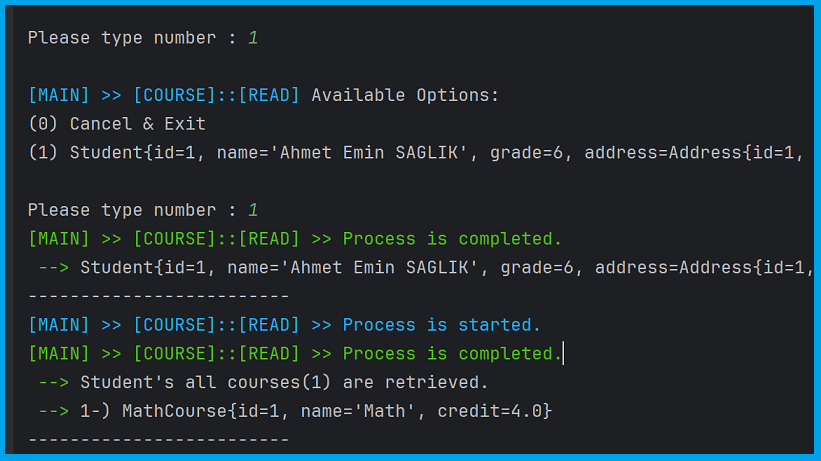 Please type number : 1
[MAIN] >> [COURSE]::[READ] Available Options:
(0) Cancel & Exit
(1) Student{id=1, name='Ahmet Emin SAGLIK', grade=6, address=Address{id=1,
Please type number : 1
[MAIN] >> [COURSE]::[READ] >> Process is completed.
--> Student{id=1, name='Ahmet Emin SAGLIK', grade=6, address=Address{id=1,
-------------------------
[MAIN] >> [COURSE]::[READ] >> Process is started.
[MAIN] >> [COURSE]::[READ] >> Process is completed.
--> Student's all courses(1) are retrieved.
--> 1-) MathCourse{id=1, name='Math', credit=4.0}
-------------------------